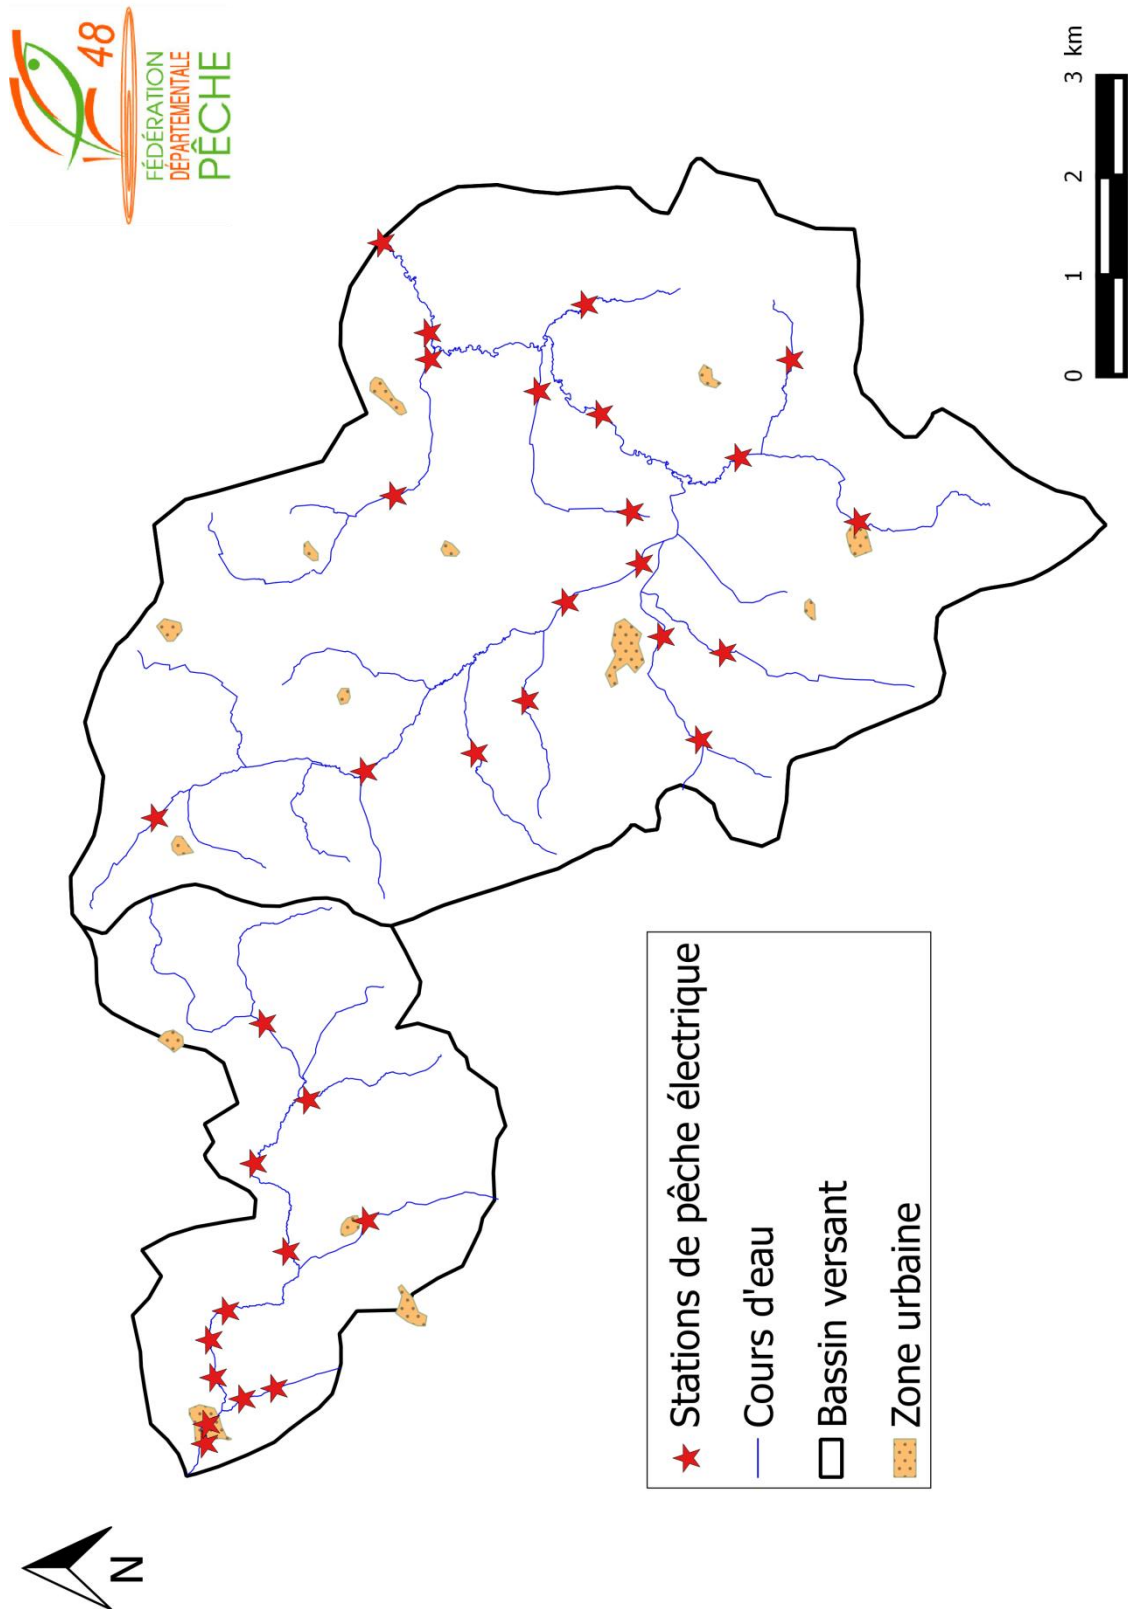 48
FÉDÉRATION
DÉPARTEMENTALE
PÊCHE
N
0 1 2 3 km
Stations de pêche électrique
Cours d'eau
Bassin versant
Zone urbaine